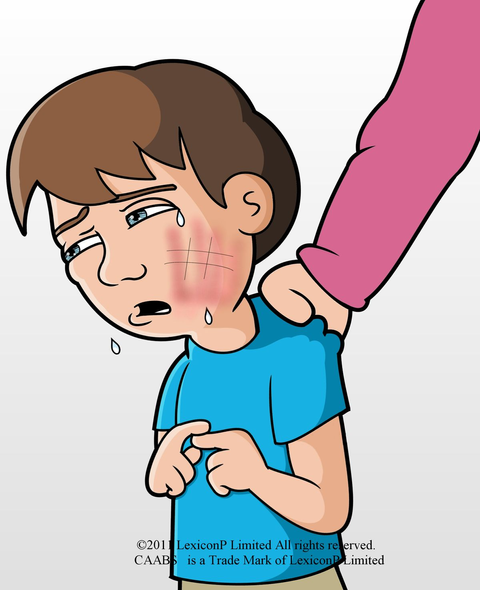 ©2011 LexiconP Limited All rights reserved.
CAABS is a Trade Mark of LexiconP Limited